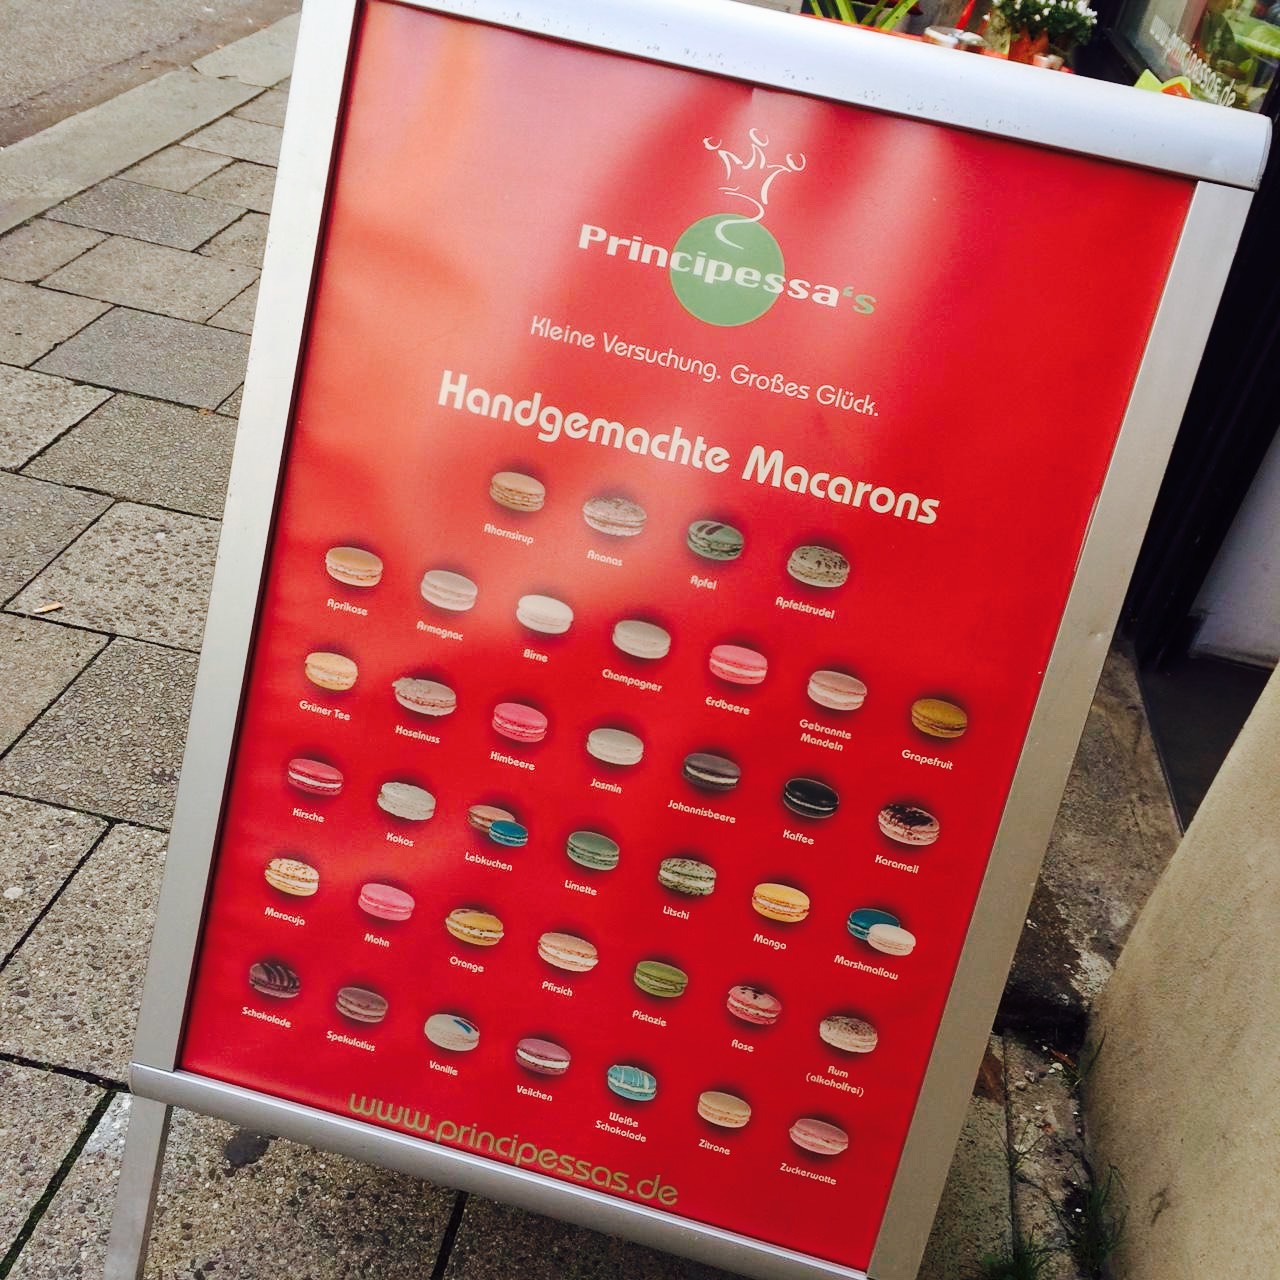 Principessa's
Kleine Versuchung. Großes Glück.
Handgemachte Macarons
Ahornsirup Ananas Apfel Apfelstrudel
Aprikose Armagnac Birne Champagner Erdbeere Gebrannte Mandeln Grapefruit
Grüner Tee Haselnuss Himbeere Jasmin Johannisbeere Kaffee Karamell
Kirsche Kokos Lebkuchen Limette Litschi Mango Marshmallow
Maracuja Mohn Orange Pfirsich Pistazie Rose Rum (alkoholfrei)
Schokolade Spekulatius Vanille Veilchen Weiße Schokolade Zitrone Zuckerwatte
www.principessas.de